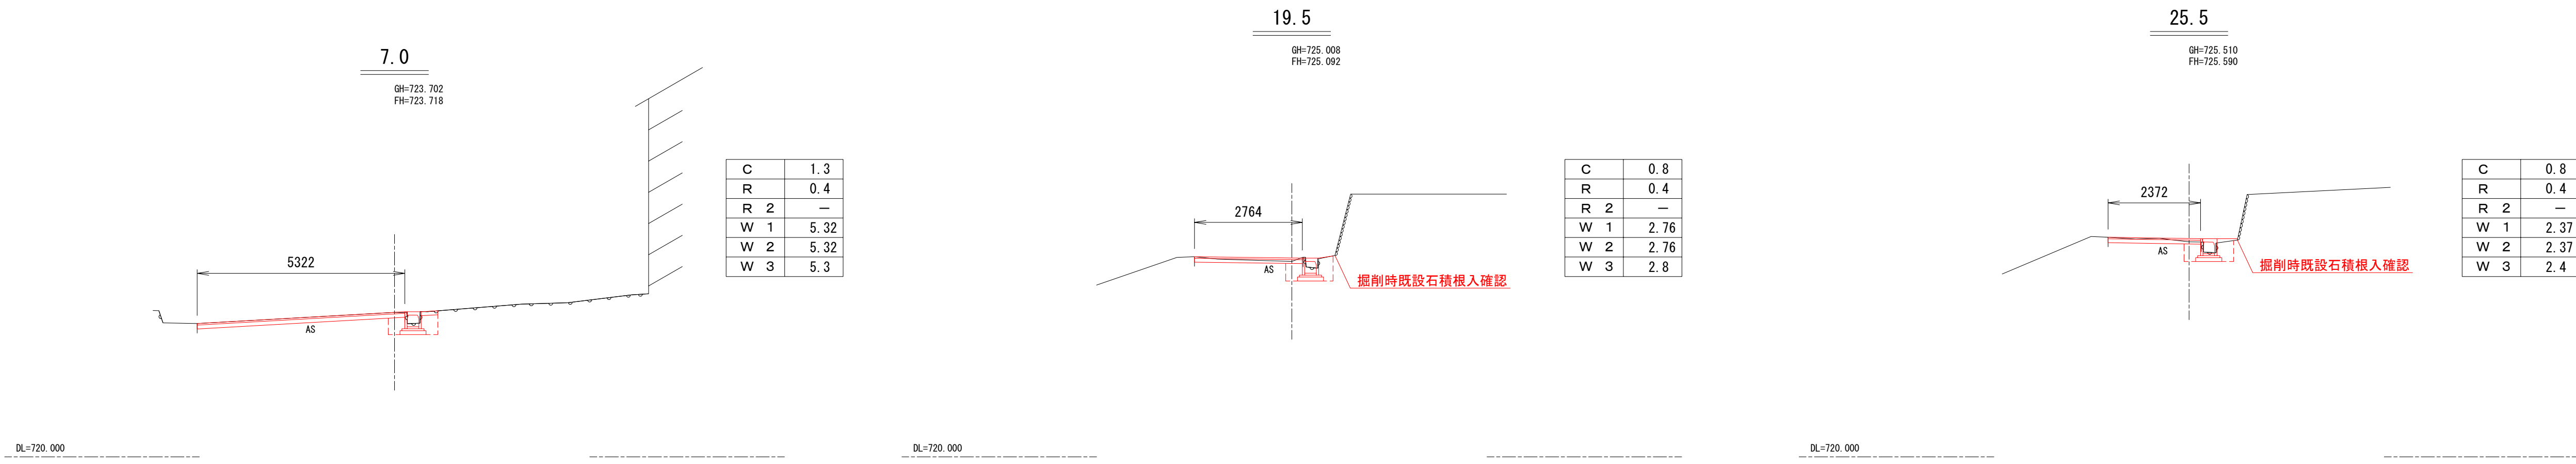 7.0
GH=723.702
FH=723.718
C 1.3
R 0.4
R 2 −
W 1 5.32
W 2 5.32
W 3 5.3
5322
AS
DL=720.000
19.5
GH=725.008
FH=725.092
C 0.8
R 0.4
R 2 −
W 1 2.76
W 2 2.76
W 3 2.8
2764
AS
掘削時既設石積根入確認
DL=720.000
25.5
GH=725.510
FH=725.590
C 0.8
R 0.4
R 2 −
W 1 2.37
W 2 2.37
W 3 2.4
2372
AS
掘削時既設石積根入確認
DL=720.000